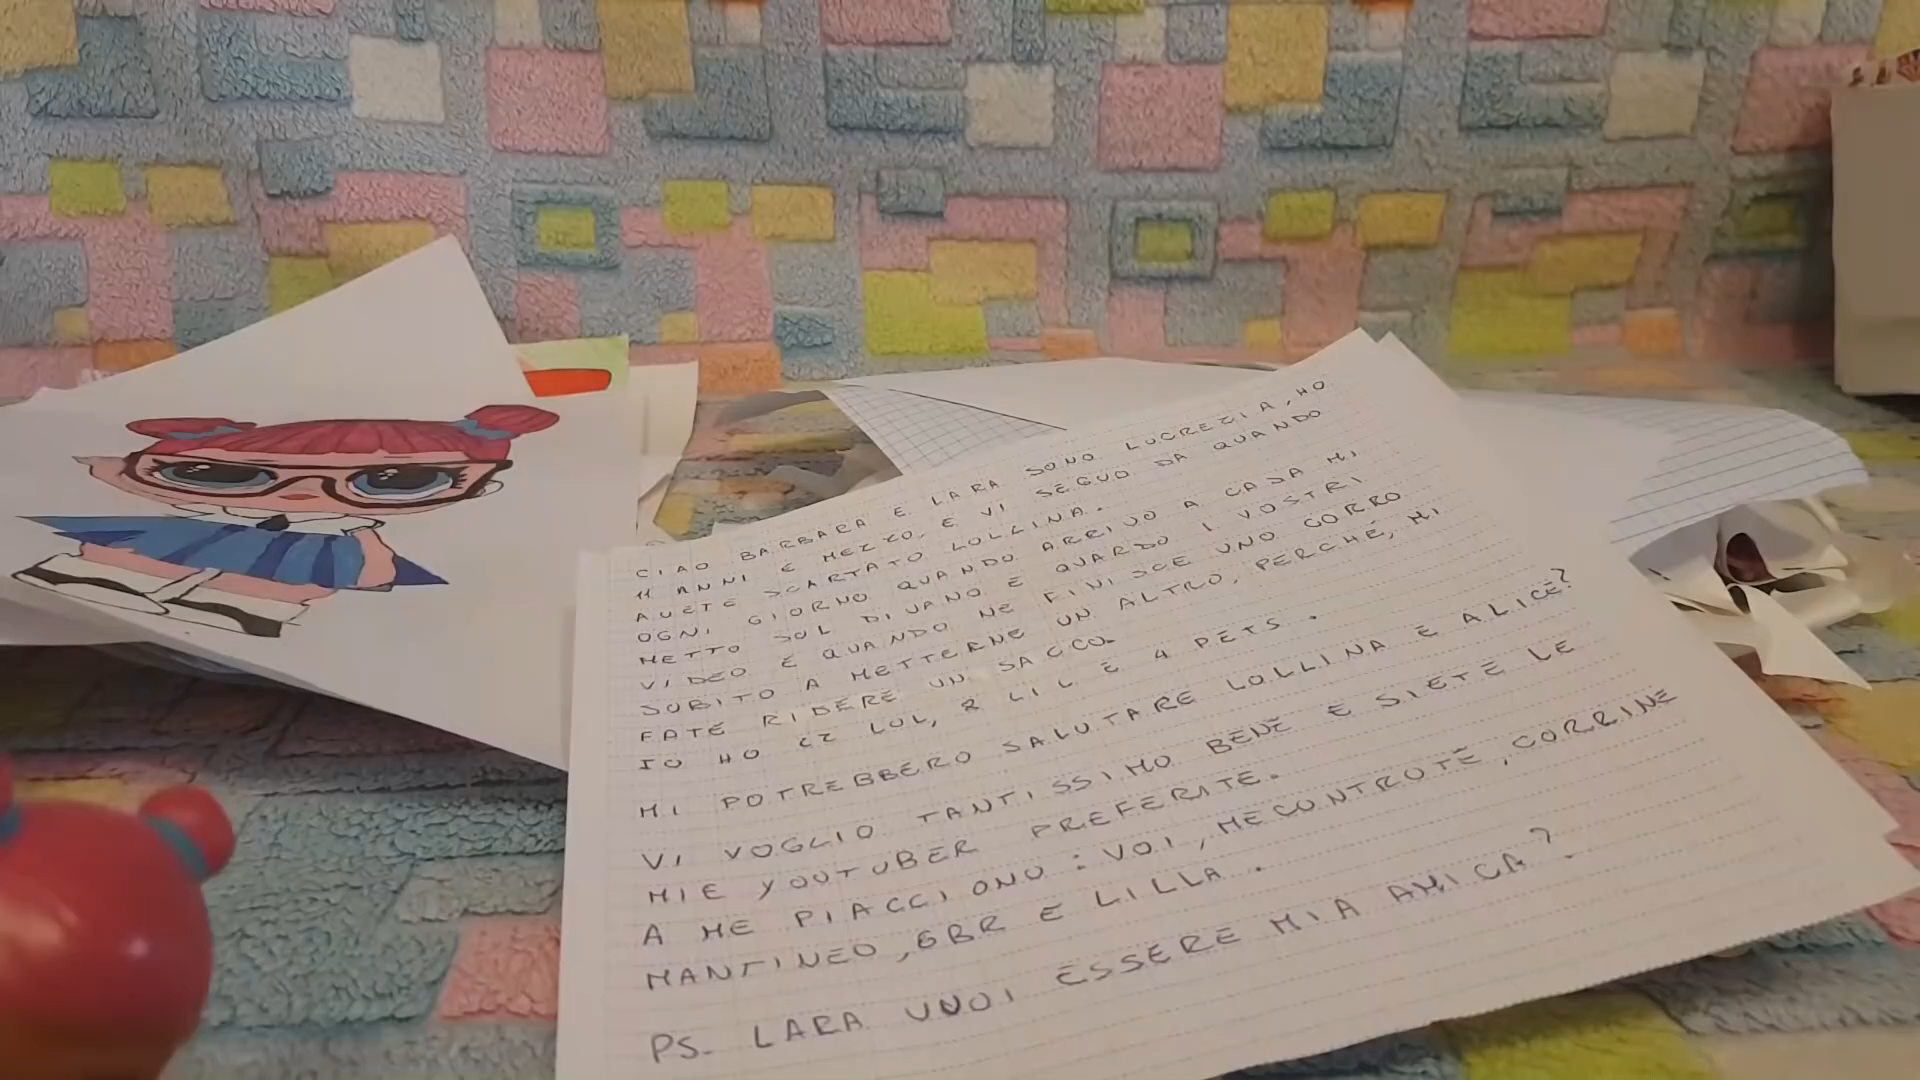 CIAO BARBARA E LARA SONO LUCREZIA, HO
11 ANNI E MEZZO, E VI SEGUO DA QUANDO
AVETE SCARTATO LOLLINA.
OGNI GIORNO QUANDO ARRIVO A CASA MI
METTO SUL DIVANO E GUARDO I VOSTRI
VIDEO E QUANDO NE FINISCE UNO CORRO
SUBITO A METTERNE UN ALTRO, PERCHÉ, MI
FATE RIDERE UN SACCO.
IO HO 22 LOL, 2 LIL E 4 PETS.
MI POTREBBERO SALUTARE LOLLINA E ALICE?
VI VOGLIO TANTISSIMO BENE E SIETE LE
MIE YOUTUBER PREFERITE.
A ME PIACCIONO: VOI, MECONTROTE, CORRINE
MANTINEO, GBR E LILLA.
PS. LARA VUOI ESSERE MIA AMICA?